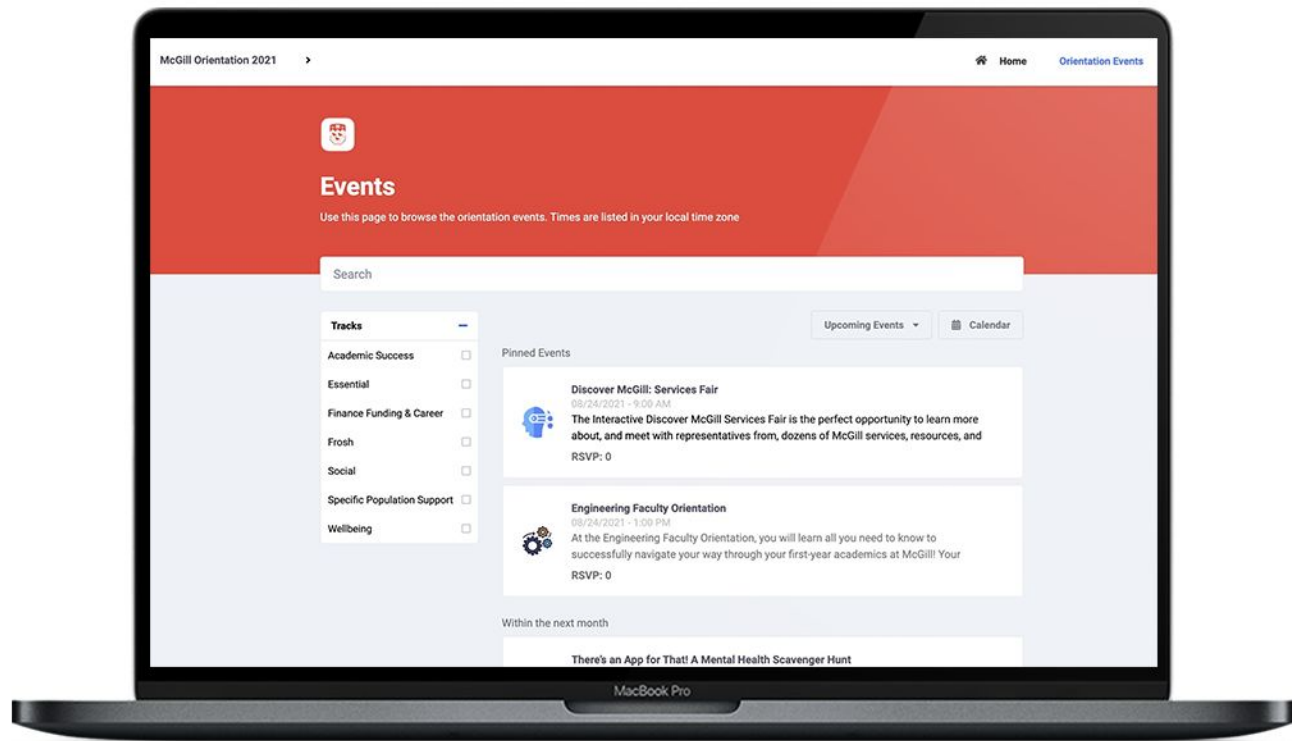 McGill Orientation 2021
Home
Orientation Events
Events
Use this page to browse the orientation events. Times are listed in your local time zone
Search
Tracks
Academic Success
Essential
Finance Funding & Career
Frosh
Social
Specific Population Support
Wellbeing
Upcoming Events
Calendar
Pinned Events
Discover McGill: Services Fair
08/24/2021 - 9:00 AM
The Interactive Discover McGill Services Fair is the perfect opportunity to learn more
about, and meet with representatives from, dozens of McGill services, resources, and
RSVP: 0
Engineering Faculty Orientation
08/24/2021 - 1:00 PM
At the Engineering Faculty Orientation, you will learn all you need to know to
successfully navigate your way through your first-year academics at McGill! Your
RSVP: 0
Within the next month
There's an App for That! A Mental Health Scavenger Hunt
MacBook Pro